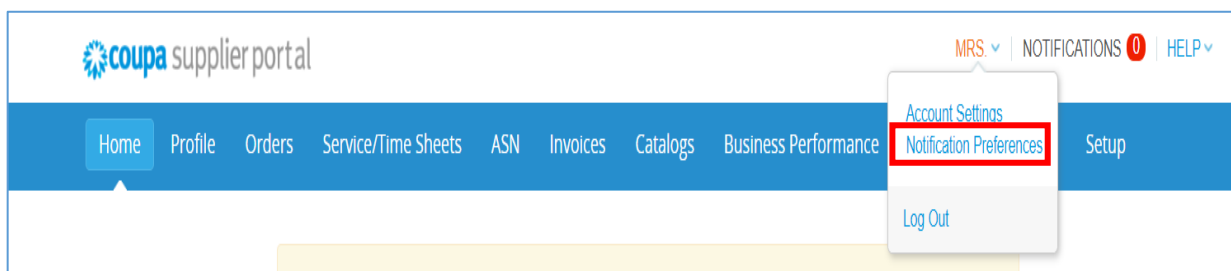 coupa supplier portal
MRS. NOTIFICATIONS 0 HELP
Home Profile Orders Service/Time Sheets ASN Invoices Catalogs Business Performance Setup
Account Settings
Notification Preferences
Log Out